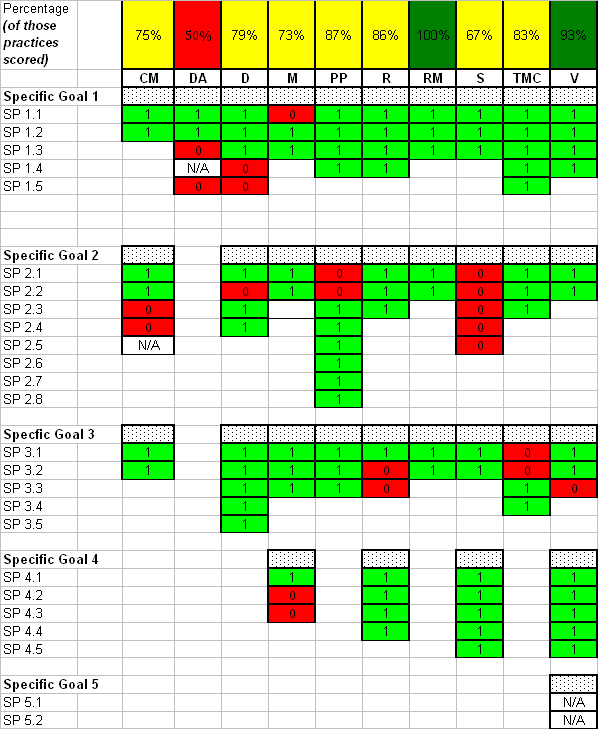 Percentage
(of those
practices
scored)
75% 50% 79% 73% 87% 86% 100% 67% 83% 93%
CM DA D M PP R RM S TMC V
Specific Goal 1
SP 1.1 1 1 1 0 1 1 1 1 1 1
SP 1.2 1 1 1 1 1 1 1 1 1 1
SP 1.3 0 1 1 1 1 1 1 1 1
SP 1.4 N/A 0 1 1 1 1
SP 1.5 0 0 1
Specific Goal 2
SP 2.1 1 1 1 0 1 1 0 1 1
SP 2.2 1 0 1 0 1 1 0 1 1
SP 2.3 0 1 1 1 0 1
SP 2.4 0 1 1 0
SP 2.5 N/A 1 0
SP 2.6 1
SP 2.7 1
SP 2.8 1
Specfic Goal 3
SP 3.1 1 1 1 1 1 1 1 0 1
SP 3.2 1 1 1 1 0 1 1 0 1
SP 3.3 1 1 1 0 1 0
SP 3.4 1 1
SP 3.5 1
Specific Goal 4
SP 4.1 1 1 1 1
SP 4.2 0 1 1 1
SP 4.3 0 1 1 1
SP 4.4 1 1 1
SP 4.5 1 1
Specific Goal 5
SP 5.1 N/A
SP 5.2 N/A